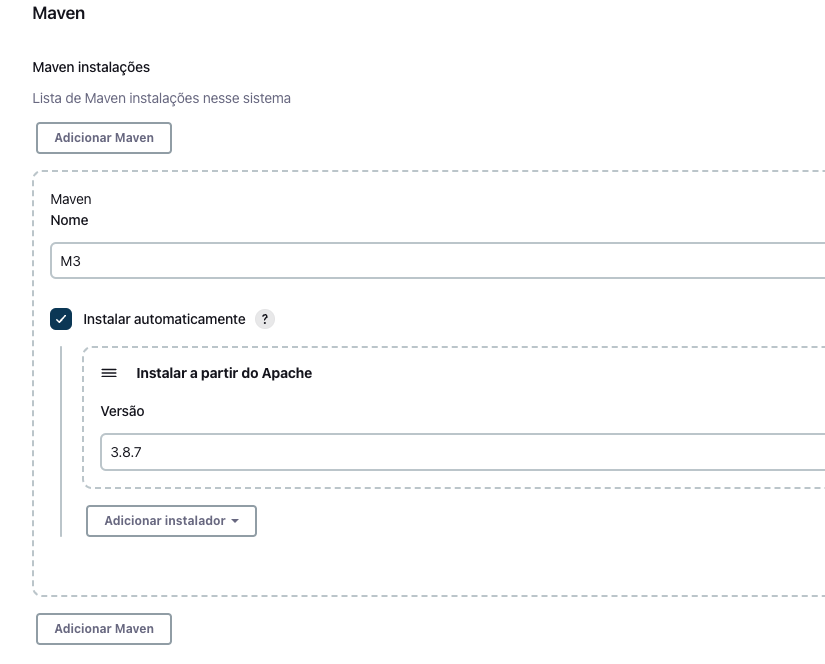 Maven
Maven instalações
Lista de Maven instalações nesse sistema
Adicionar Maven
Maven
Nome
M3
Instalar automaticamente ?
Instalar a partir do Apache
Versão
3.8.7
Adicionar instalador
Adicionar Maven